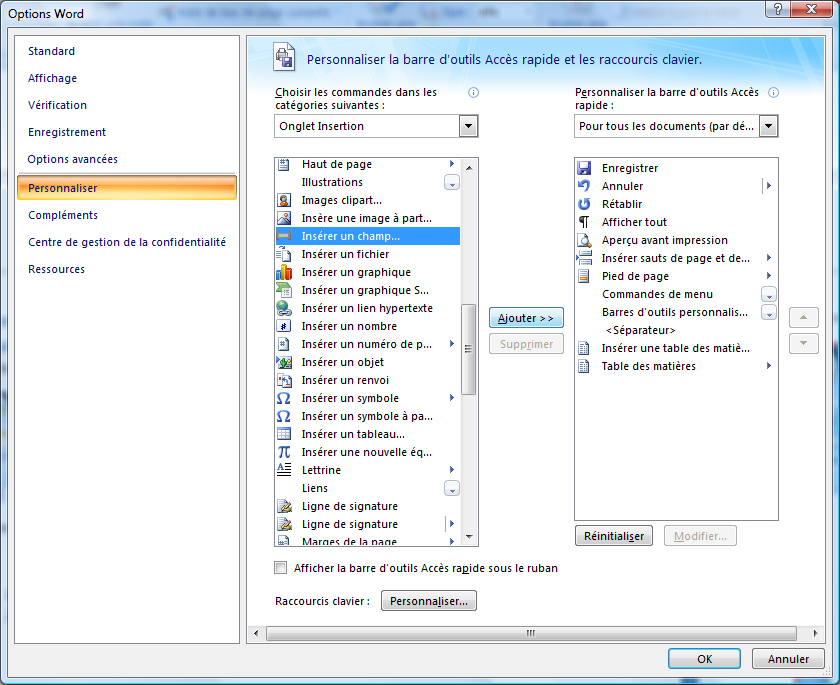 Options Word
?
Standard
Affichage
Vérification
Enregistrement
Options avancées
Personnaliser
Compléments
Centre de gestion de la confidentialité
Ressources
Personnaliser la barre d'outils Accès rapide et les raccourcis clavier.
Choisir les commandes dans les
catégories suivantes :
Onglet Insertion
Haut de page
Illustrations
Images clipart...
Insère une image à part...
Insérer un champ...
Insérer un fichier
Insérer un graphique
Insérer un graphique S...
Insérer un lien hypertexte
Insérer un nombre
Insérer un numéro de p...
Insérer un objet
Insérer un renvoi
Insérer un symbole
Insérer un symbole à pa...
Insérer un tableau...
Insérer une nouvelle éq...
Lettrine
Liens
Ligne de signature
Ligne de signature
Marges de la page
Ajouter >>
Supprimer
Personnaliser la barre d'outils Accès
rapide :
Pour tous les documents (par dé...
Enregistrer
Annuler
Rétablir
Afficher tout
Aperçu avant impression
Insérer sauts de page et de...
Pied de page
Commandes de menu
Barres d'outils personnalis...
<Séparateur>
Insérer une table des matiè...
Table des matières
Réinitialiser
Modifier...
Afficher la barre d'outils Accès rapide sous le ruban
Raccourcis clavier :
Personnaliser...
OK
Annuler